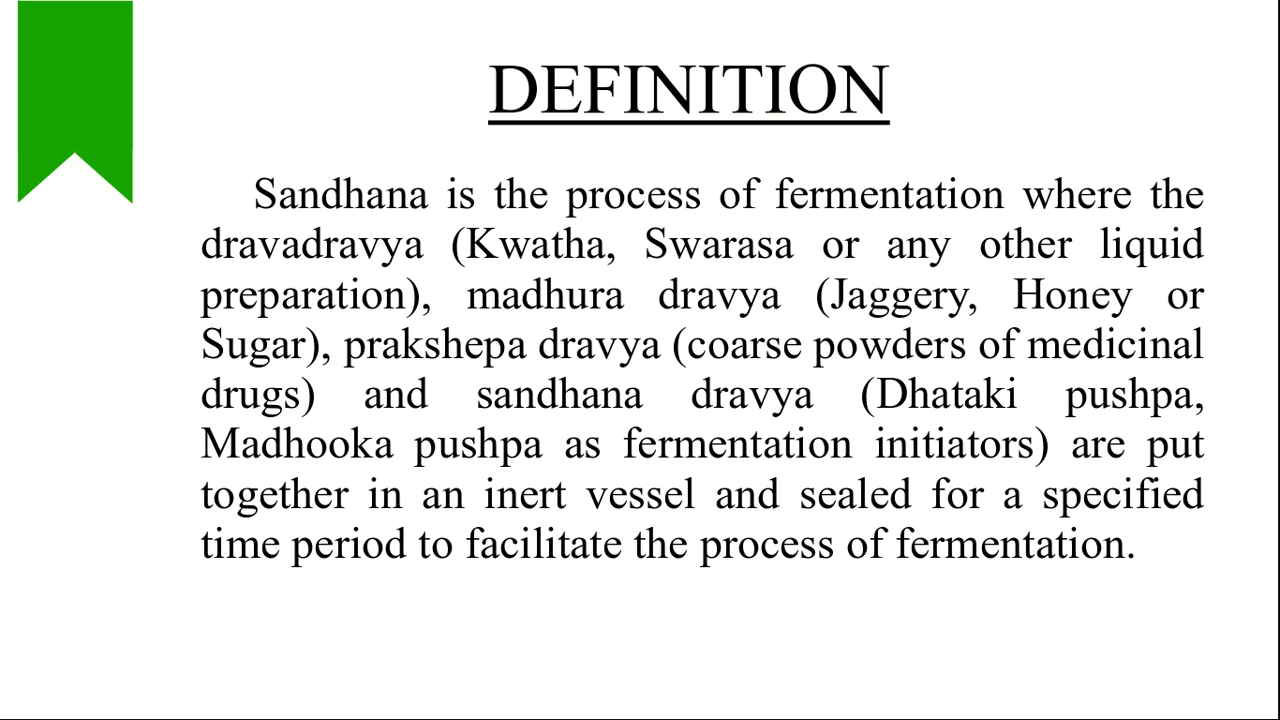 DEFINITION
Sandhana is the process of fermentation where the
dravadravya (Kwatha, Swarasa or any other liquid
preparation), madhura dravya (Jaggery, Honey or
Sugar), prakshepa dravya (coarse powders of medicinal
drugs) and sandhana dravya (Dhataki pushpa,
Madhooka pushpa as fermentation initiators) are put
together in an inert vessel and sealed for a specified
time period to facilitate the process of fermentation.